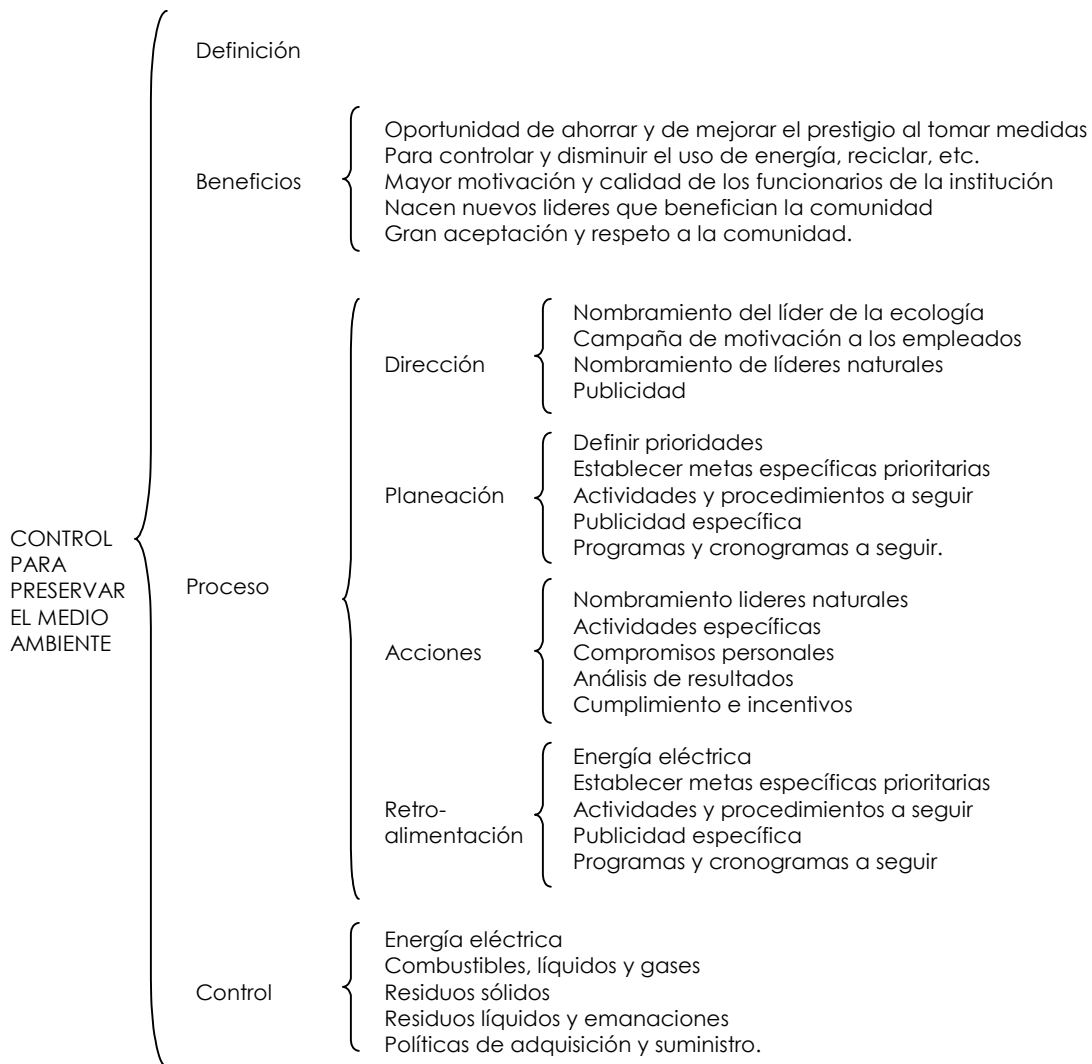 Definición
Beneficios
Oportunidad de ahorrar y de mejorar el prestigio al tomar medidas
Para controlar y disminuir el uso de energía, reciclar, etc.
Mayor motivación y calidad de los funcionarios de la institución
Nacen nuevos lideres que benefician la comunidad
Gran aceptación y respeto a la comunidad.
CONTROL
PARA
PRESERVAR
EL MEDIO
AMBIENTE
Proceso
Dirección
Nombramiento del líder de la ecología
Campaña de motivación a los empleados
Nombramiento de líderes naturales
Publicidad
Planeación
Definir prioridades
Establecer metas específicas prioritarias
Actividades y procedimientos a seguir
Publicidad específica
Programas y cronogramas a seguir.
Acciones
Nombramiento lideres naturales
Actividades específicas
Compromisos personales
Análisis de resultados
Cumplimiento e incentivos
Retro-
alimentación
Energía eléctrica
Establecer metas específicas prioritarias
Actividades y procedimientos a seguir
Publicidad específica
Programas y cronogramas a seguir
Control
Energía eléctrica
Combustibles, líquidos y gases
Residuos sólidos
Residuos líquidos y emanaciones
Políticas de adquisición y suministro.